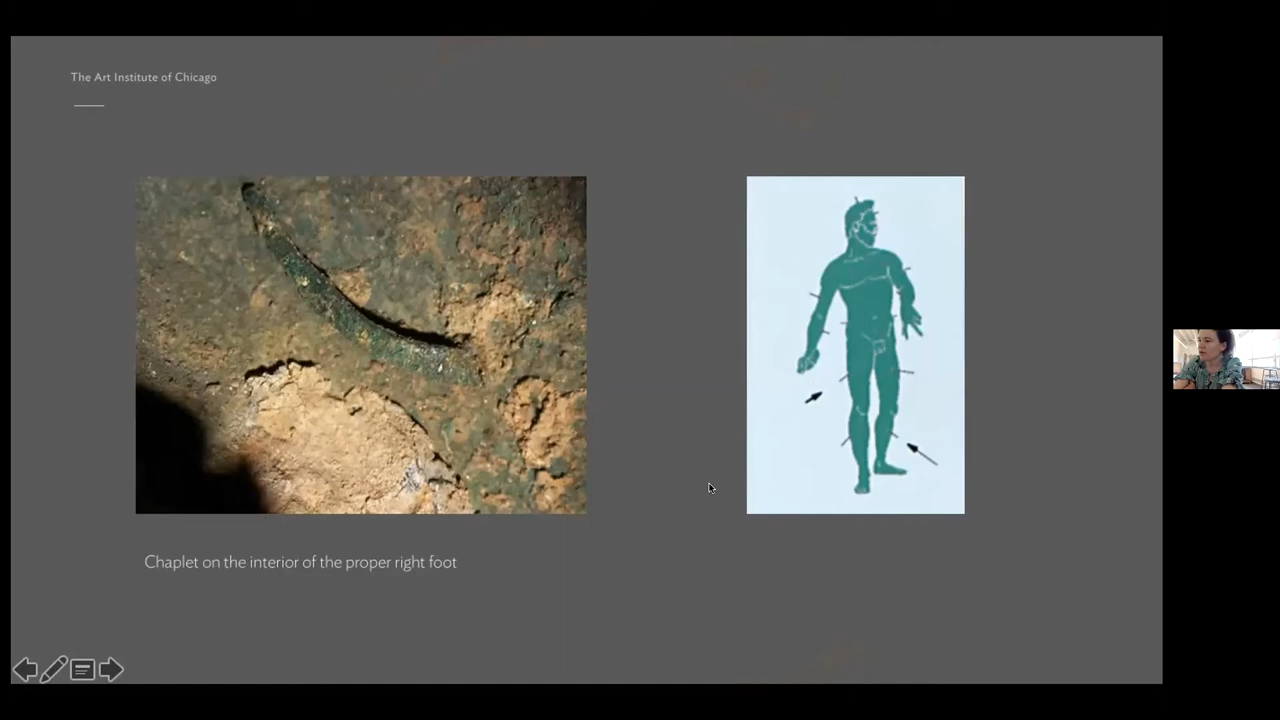 The Art Institute of Chicago
Chaplet on the interior of the proper right foot